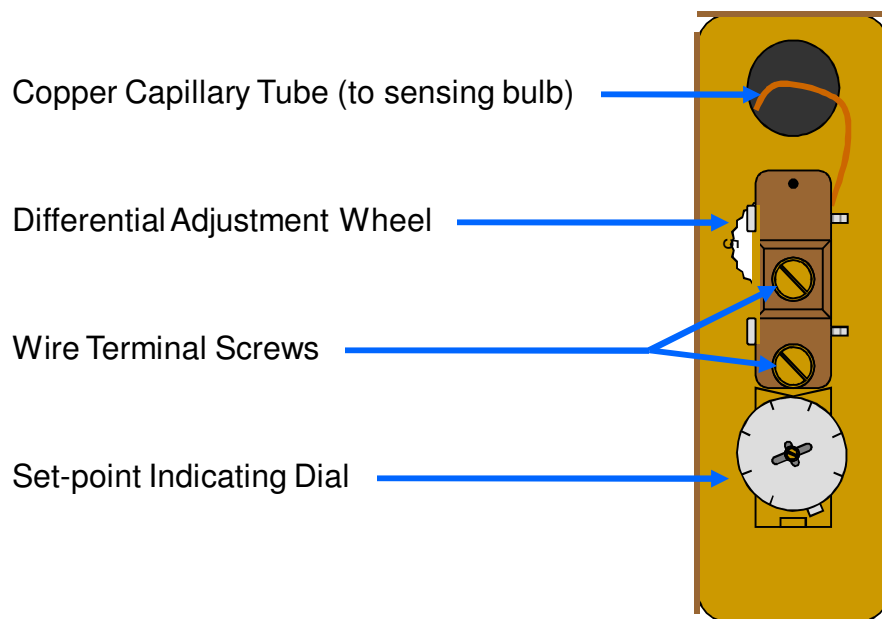 Copper Capillary Tube (to sensing bulb)
Differential Adjustment Wheel
5
Wire Terminal Screws
Set-point Indicating Dial